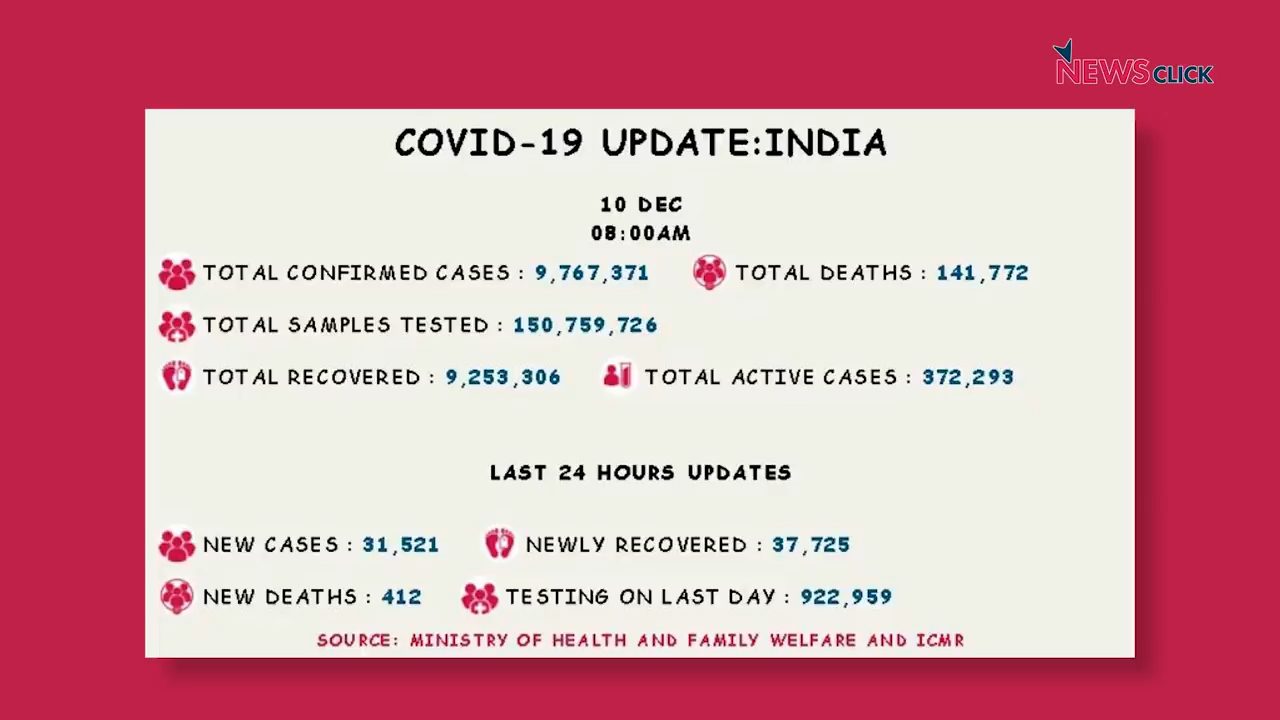 NEWSCLICK
COVID-19 UPDATE:INDIA
10 DEC
08:00AM
TOTAL CONFIRMED CASES : 9,767,371 TOTAL DEATHS : 141,772
TOTAL SAMPLES TESTED : 150,759,726
TOTAL RECOVERED : 9,253,306 TOTAL ACTIVE CASES : 372,293
LAST 24 HOURS UPDATES
NEW CASES : 31,521 NEWLY RECOVERED : 37,725
NEW DEATHS : 412 TESTING ON LAST DAY : 922,959
SOURCE: MINISTRY OF HEALTH AND FAMILY WELFARE AND ICMR